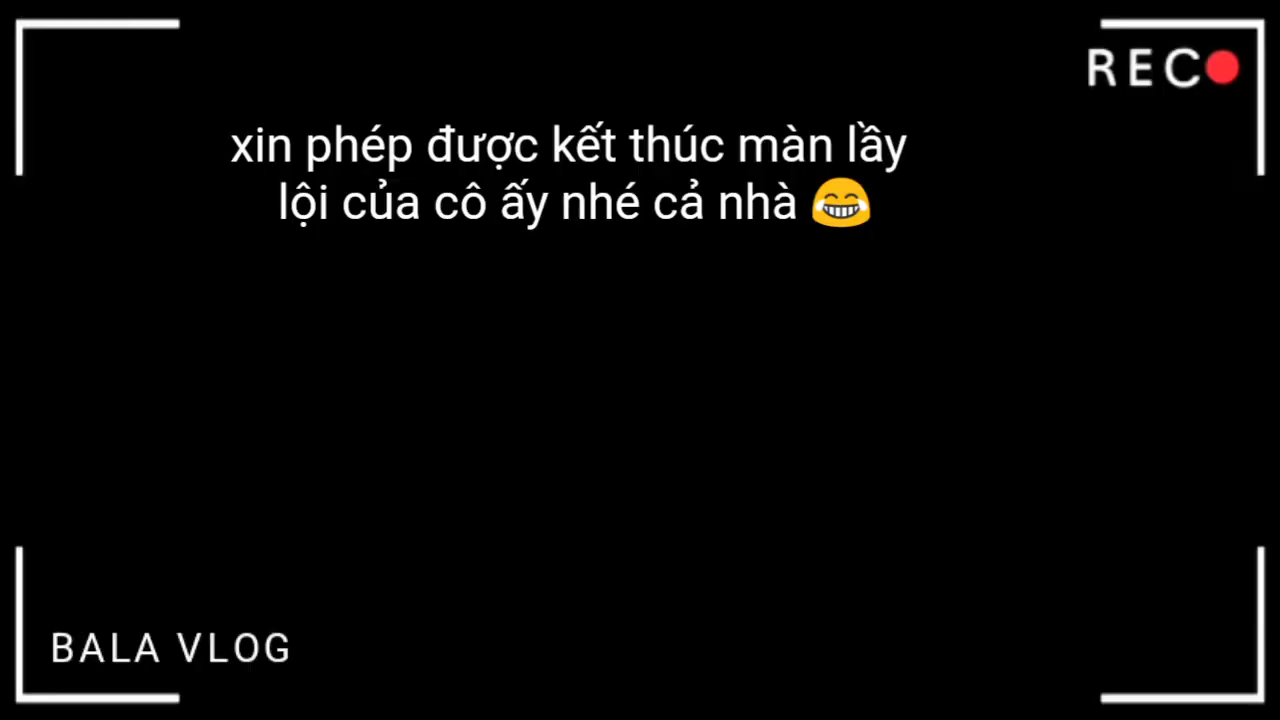 REC
xin phép được kết thúc màn lầy
lội của cô ấy nhé cả nhà 😂
BALA VLOG